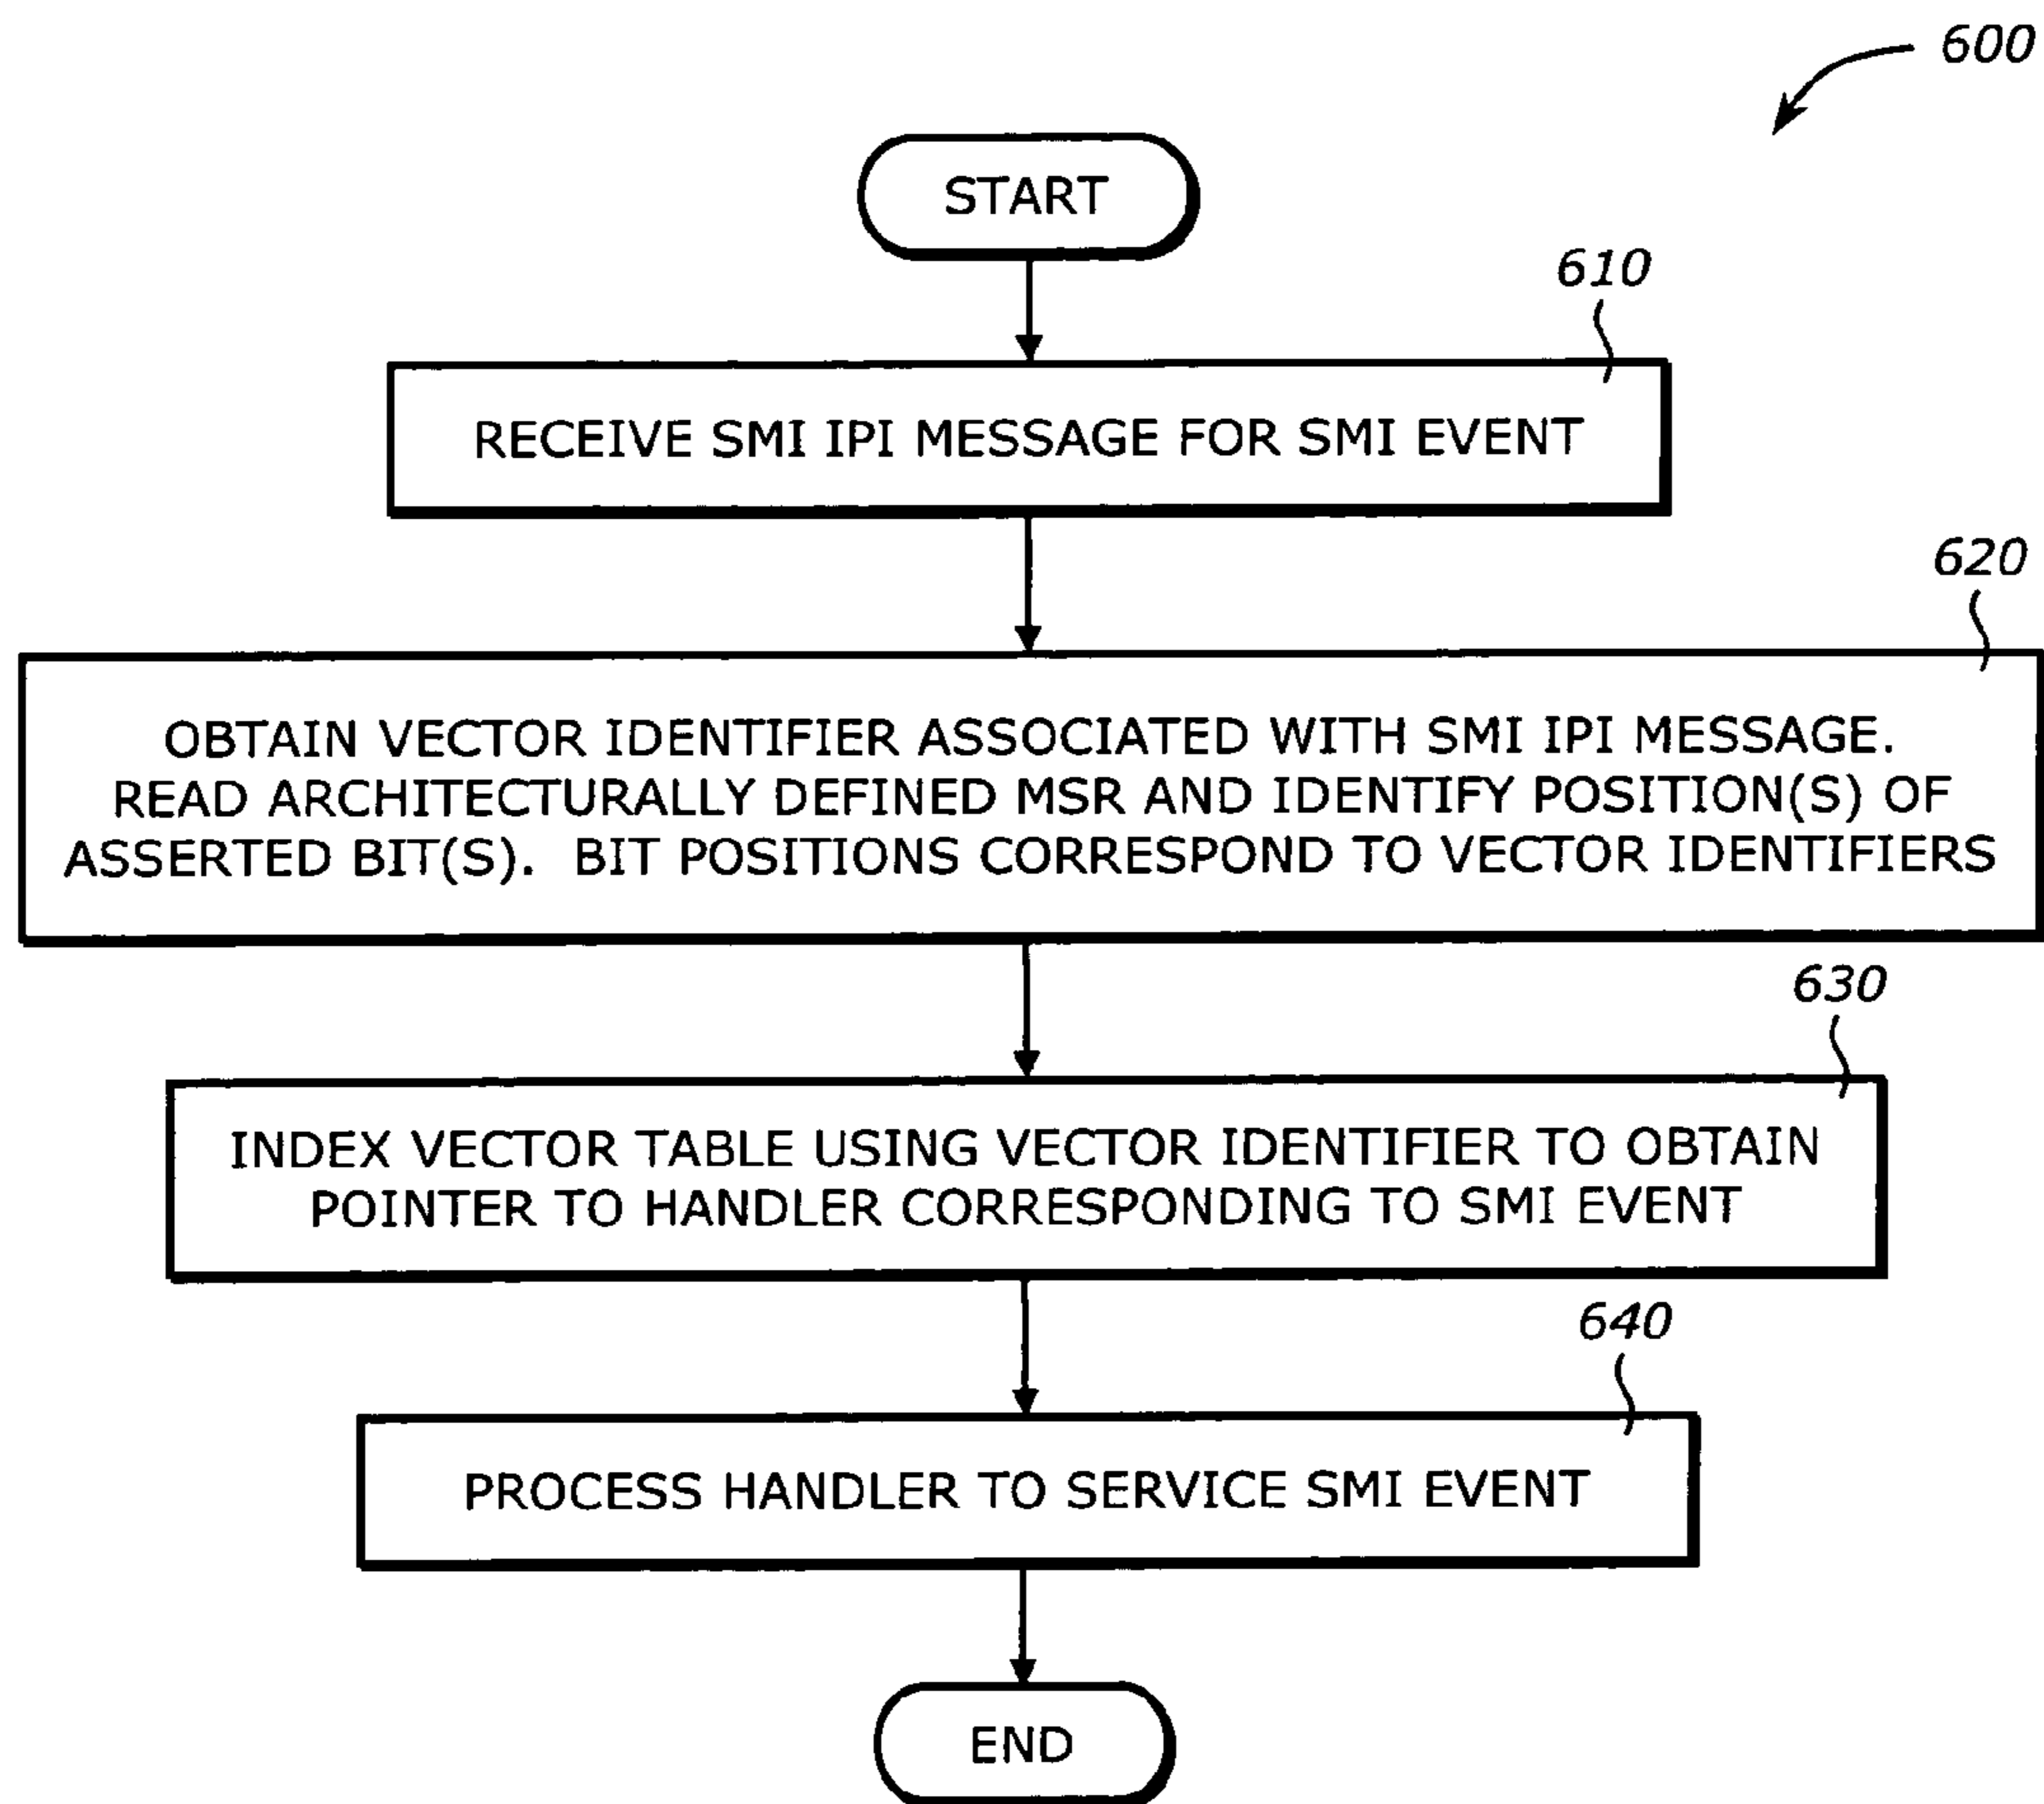 600
START
610
RECEIVE SMI IPI MESSAGE FOR SMI EVENT
620
OBTAIN VECTOR IDENTIFIER ASSOCIATED WITH SMI IPI MESSAGE.
READ ARCHITECTURALLY DEFINED MSR AND IDENTIFY POSITION(S) OF
ASSERTED BIT(S). BIT POSITIONS CORRESPOND TO VECTOR IDENTIFIERS
630
INDEX VECTOR TABLE USING VECTOR IDENTIFIER TO OBTAIN
POINTER TO HANDLER CORRESPONDING TO SMI EVENT
640
PROCESS HANDLER TO SERVICE SMI EVENT
END